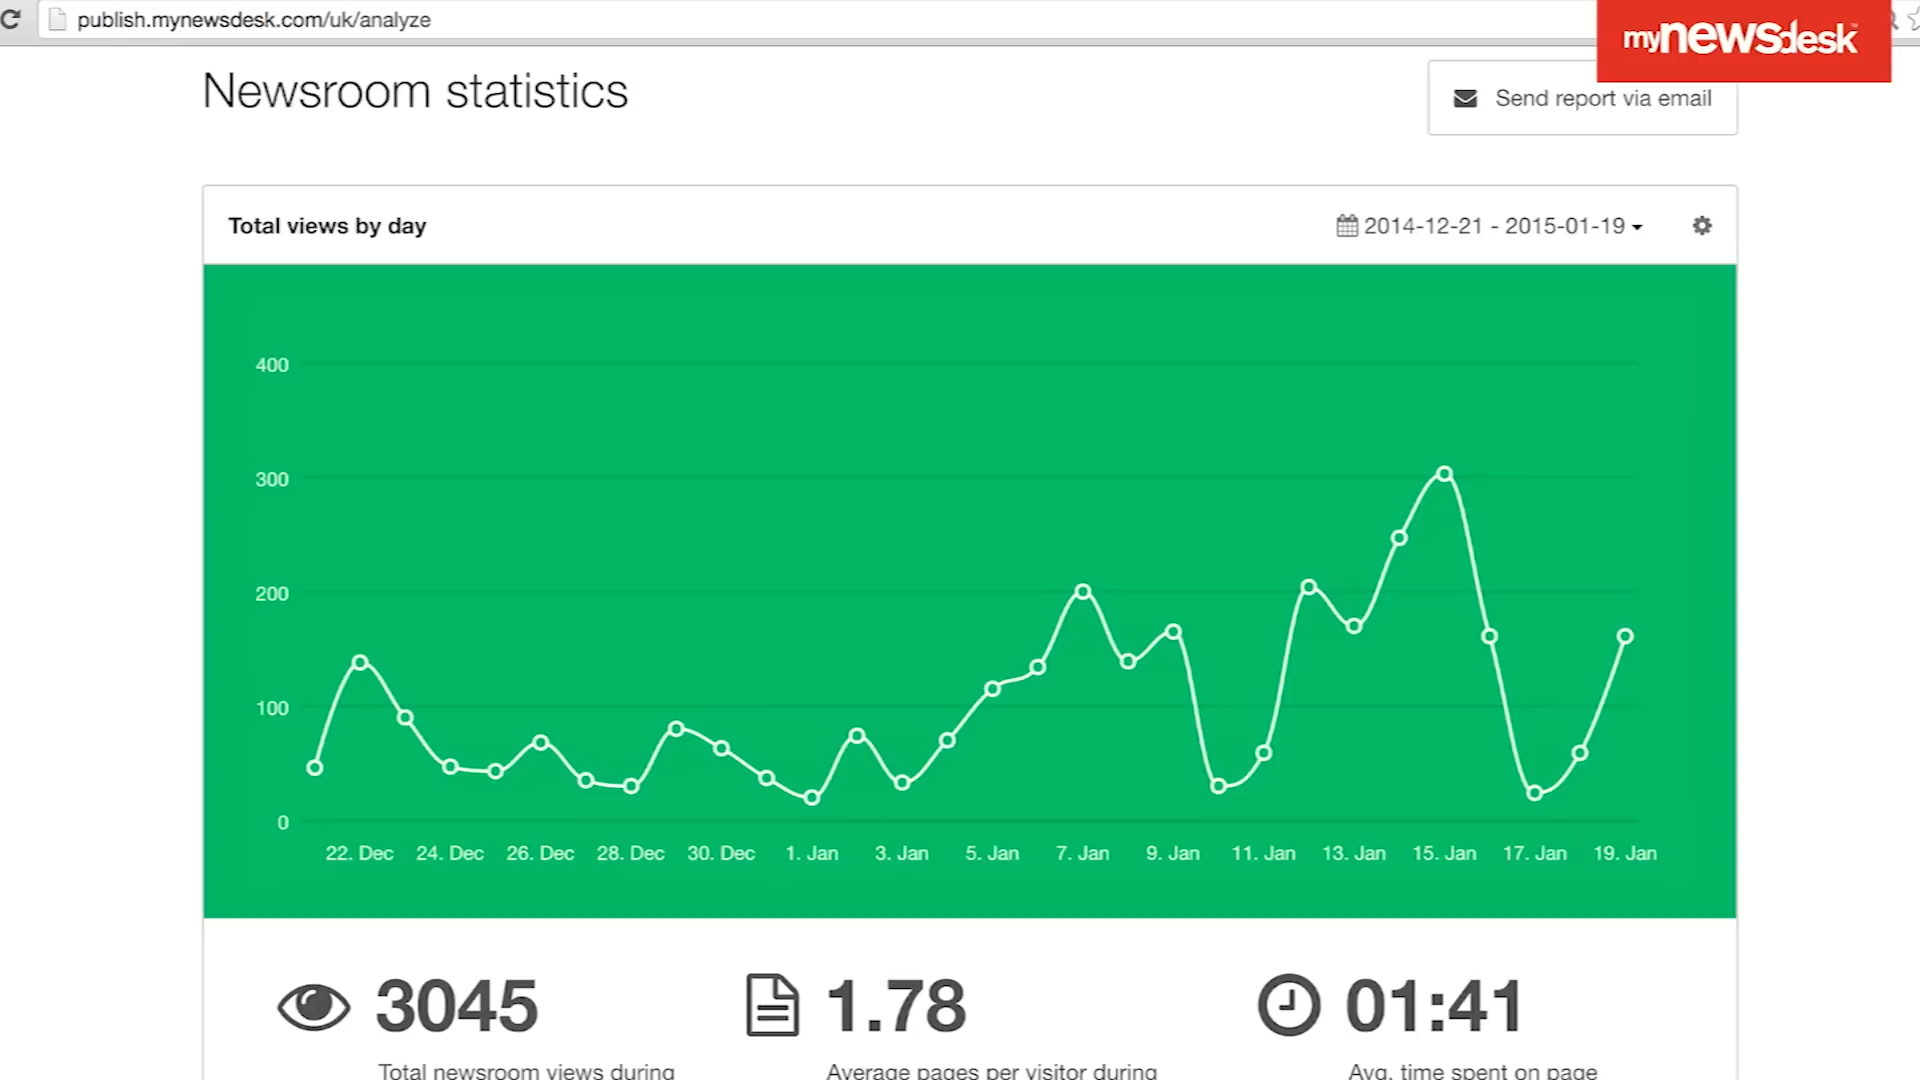 publish.mynewsdesk.com/uk/analyze
mynewsdesk™
Newsroom statistics
Send report via email
Total views by day
2014-12-21 - 2015-01-19
400
300
200
100
0
22. Dec 24. Dec 26. Dec 28. Dec 30. Dec 1. Jan 3. Jan 5. Jan 7. Jan 9. Jan 11. Jan 13. Jan 15. Jan 17. Jan 19. Jan
3045 1.78 01:41
Total newsroom views during Average pages per visitor during Avg. time spent on page